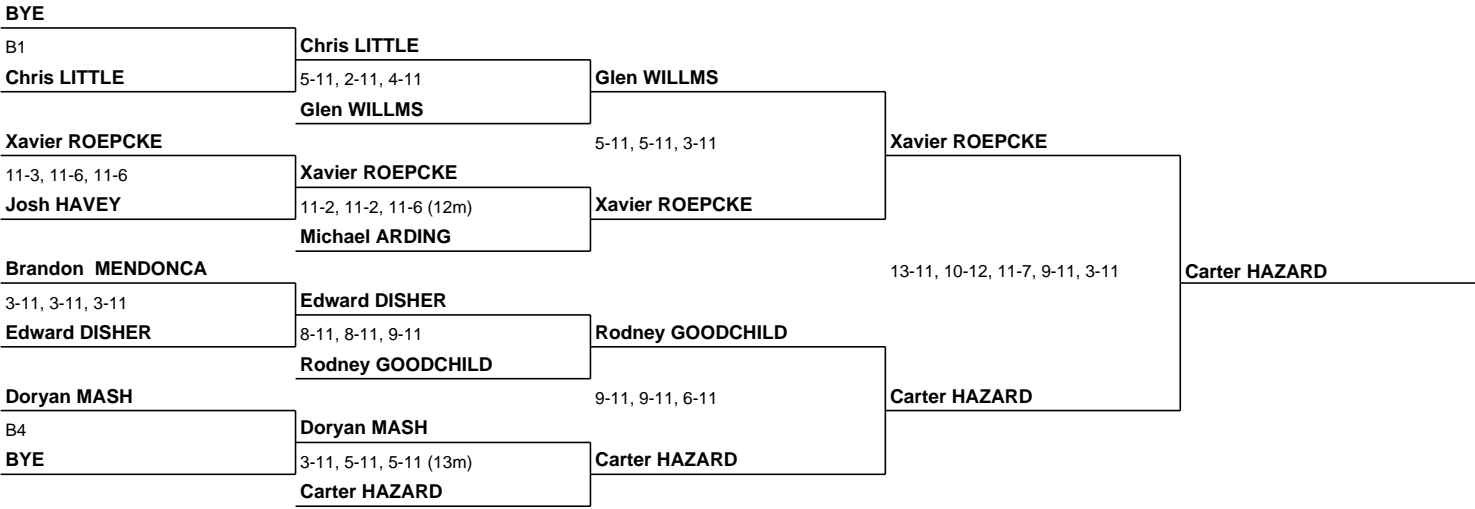 BYE
B1
Chris LITTLE
Xavier ROEPCKE
11-3, 11-6, 11-6
Josh HAVEY
Brandon  MENDONCA
3-11, 3-11, 3-11
Edward DISHER
Doryan MASH
B4
BYE
Chris LITTLE
5-11, 2-11, 4-11
Glen WILLMS
Xavier ROEPCKE
11-2, 11-2, 11-6 (12m)
Michael ARDING
Edward DISHER
8-11, 8-11, 9-11
Rodney GOODCHILD
Doryan MASH
3-11, 5-11, 5-11 (13m)
Carter HAZARD
Glen WILLMS
5-11, 5-11, 3-11
Xavier ROEPCKE
Rodney GOODCHILD
9-11, 9-11, 6-11
Carter HAZARD
Xavier ROEPCKE
13-11, 10-12, 11-7, 9-11, 3-11
Carter HAZARD
Carter HAZARD